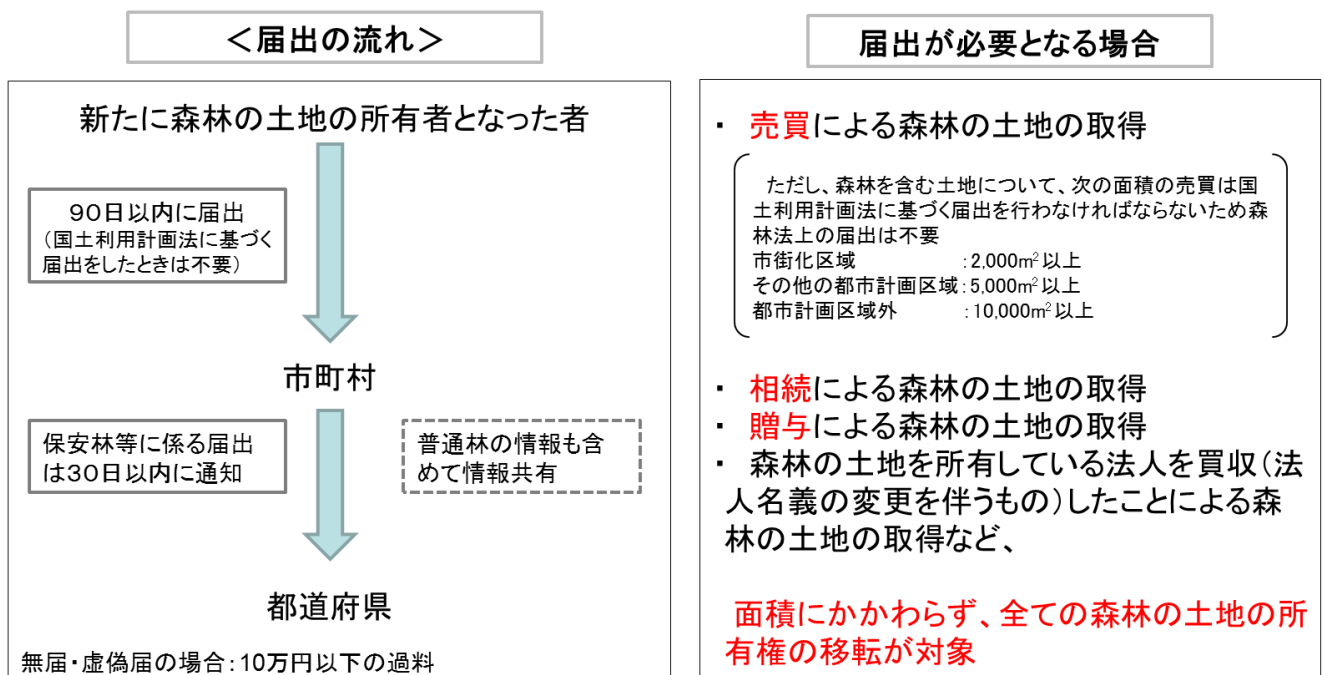 ＜届出の流れ＞
新たに森林の土地の所有者となった者
９０日以内に届出
（国土利用計画法に基づく
届出をしたときは不要）
市町村
保安林等に係る届出
は３０日以内に通知
普通林の情報も含
めて情報共有
都道府県
無届・虚偽届の場合：10万円以下の過料
届出が必要となる場合
・ 売買による森林の土地の取得
ただし、森林を含む土地について、次の面積の売買は国
土利用計画法に基づく届出を行わなければならないため森
林法上の届出は不要
市街化区域　　　　　：2,000㎡以上
その他の都市計画区域：5,000㎡以上
都市計画区域外　　　：10,000㎡以上
・ 相続による森林の土地の取得
・ 贈与による森林の土地の取得
・ 森林の土地を所有している法人を買収（法
人名義の変更を伴うもの）したことによる森
林の土地の取得など、
面積にかかわらず、全ての森林の土地の所
有権の移転が対象